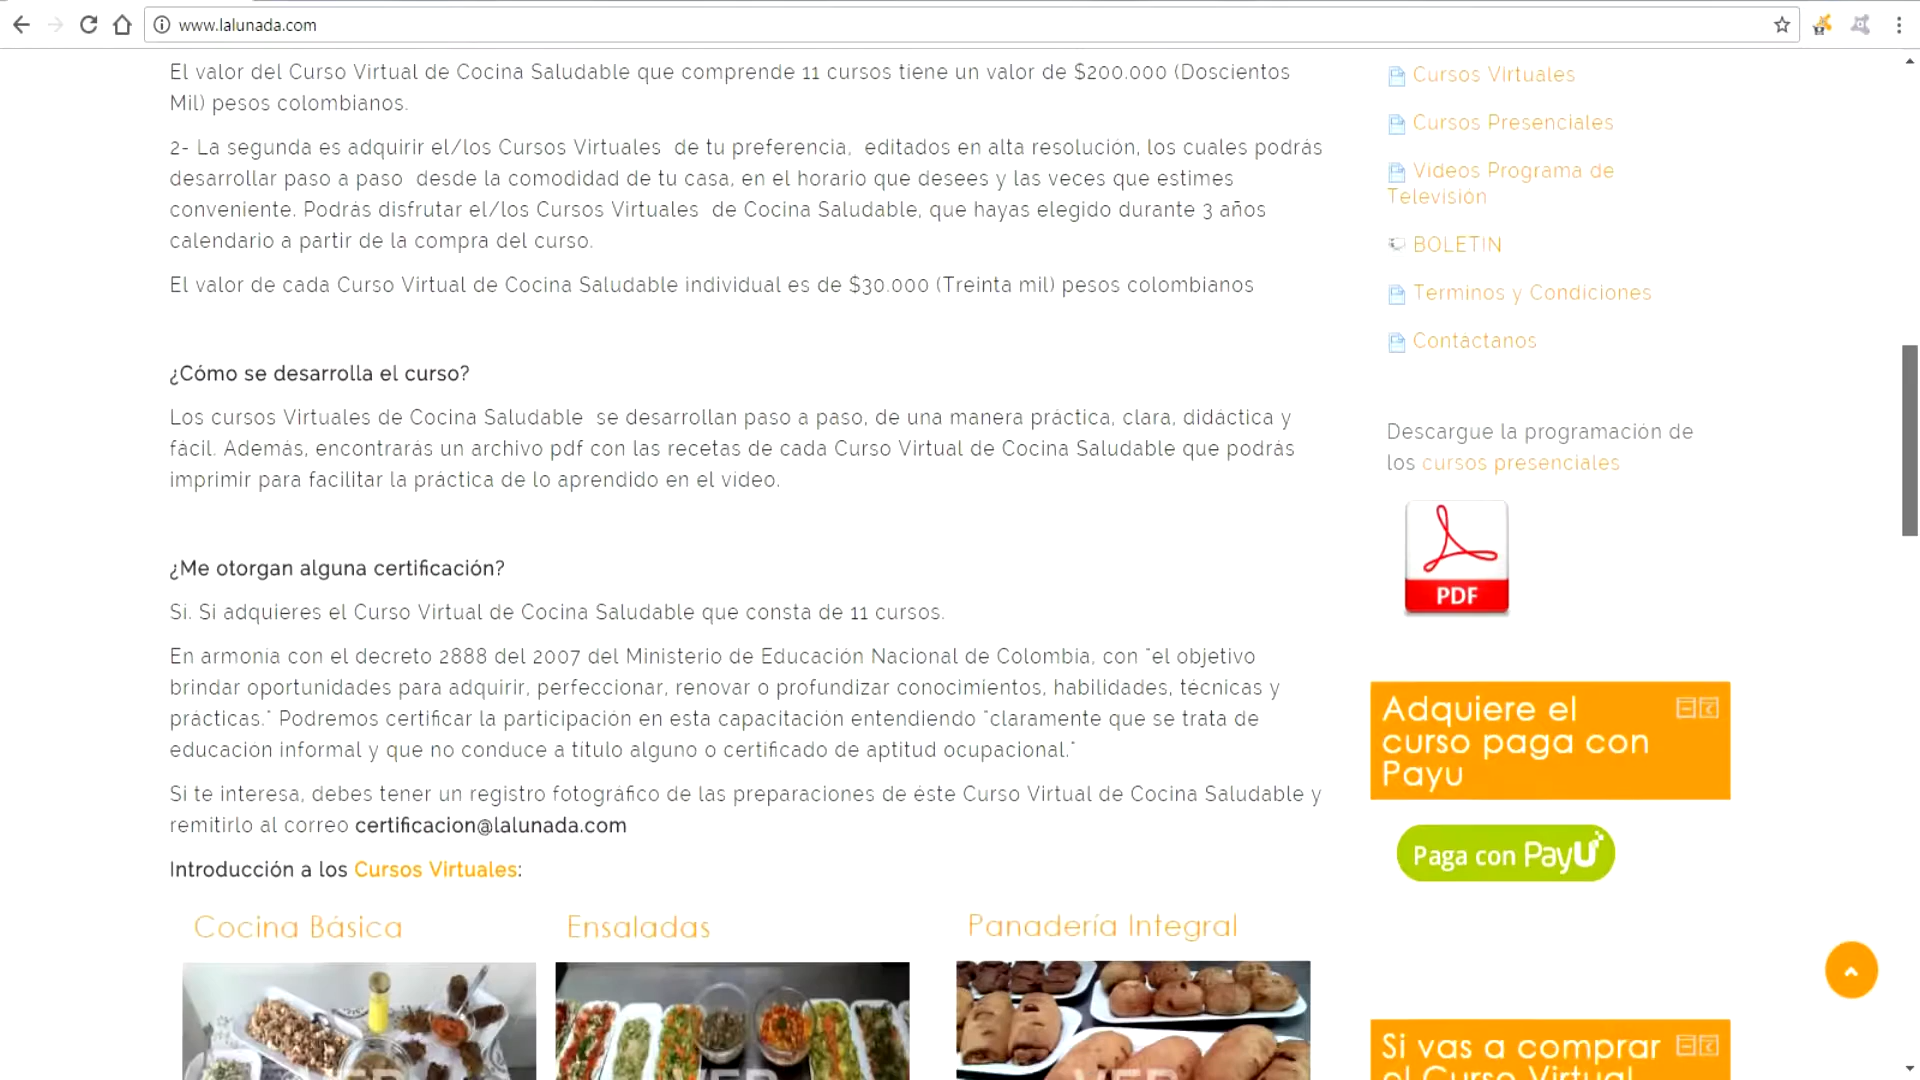 www.lalunada.com
El valor del Curso Virtual de Cocina Saludable que comprende 11 cursos tiene un valor de $200.000 (Doscientos
Mil) pesos colombianos.
2- La segunda es adquirir el/los Cursos Virtuales de tu preferencia, editados en alta resolución, los cuales podrás
desarrollar paso a paso desde la comodidad de tu casa, en el horario que desees y las veces que estimes
conveniente. Podrás disfrutar el/los Cursos Virtuales de Cocina Saludable, que hayas elegido durante 3 años
calendario a partir de la compra del curso.
El valor de cada Curso Virtual de Cocina Saludable individual es de $30.000 (Treinta mil) pesos colombianos
¿Cómo se desarrolla el curso?
Los cursos Virtuales de Cocina Saludable se desarrollan paso a paso, de una manera práctica, clara, didáctica y
fácil. Además, encontrarás un archivo pdf con las recetas de cada Curso Virtual de Cocina Saludable que podrás
imprimir para facilitar la práctica de lo aprendido en el video.
¿Me otorgan alguna certificación?
Si. Si adquieres el Curso Virtual de Cocina Saludable que consta de 11 cursos.
En armonía con el decreto 2888 del 2007 del Ministerio de Educación Nacional de Colombia, con "el objetivo
brindar oportunidades para adquirir, perfeccionar, renovar o profundizar conocimientos, habilidades, técnicas y
prácticas." Podremos certificar la participación en esta capacitación entendiendo "claramente que se trata de
educación informal y que no conduce a título alguno o certificado de aptitud ocupacional."
Si te interesa, debes tener un registro fotográfico de las preparaciones de éste Curso Virtual de Cocina Saludable y
remitirlo al correo certificacion@lalunada.com
Introducción a los Cursos Virtuales:
Cocina Básica
Ensaladas
Panadería Integral
VER
VER
VER
Cursos Virtuales
Cursos Presenciales
Videos Programa de
Televisión
BOLETIN
Terminos y Condiciones
Contáctanos
Descargue la programación de
los cursos presenciales
PDF
Adquiere el
curso paga con
Payu
Paga con PayU
Si vas a comprar
el Curso Virtual